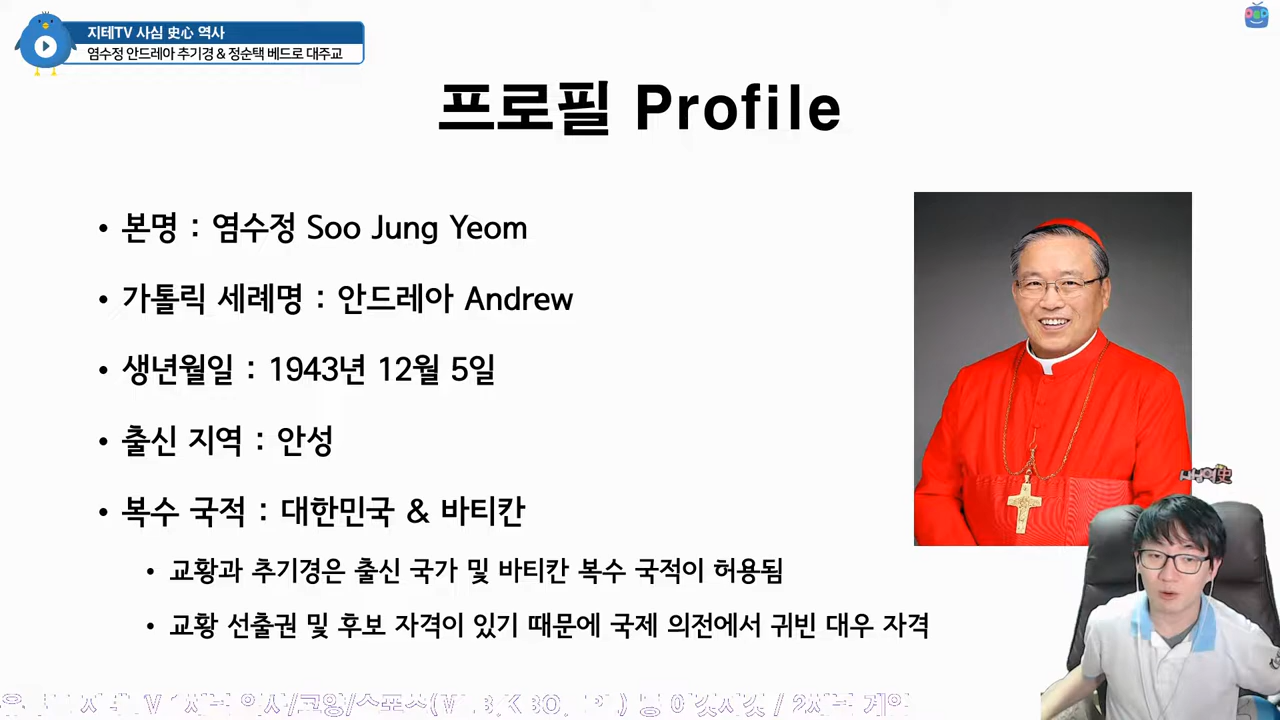 지테TV 사심 史心 역사
염수정 안드레아 추기경 & 정순택 베드로 대주교
프로필 Profile
• 본명 : 염수정 Soo Jung Yeom
• 가톨릭 세례명 : 안드레아 Andrew
• 생년월일 : 1943년 12월 5일
• 출신 지역 : 안성
• 복수 국적 : 대한민국 & 바티칸
• 교황과 추기경은 출신 국가 및 바티칸 복수 국적이 허용됨
• 교황 선출권 및 후보 자격이 있기 때문에 국제 의전에서 귀빈 대우 자격